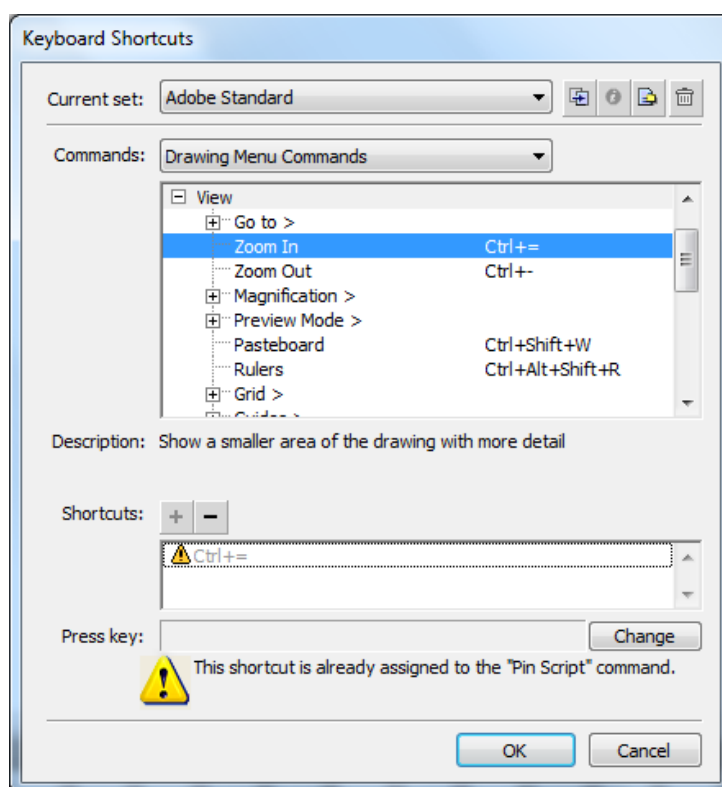 Keyboard Shortcuts
Current set: Adobe Standard
Commands: Drawing Menu Commands
View
Go to >
Zoom In Ctrl+=
Zoom Out Ctrl+-
Magnification >
Preview Mode >
Pasteboard Ctrl+Shift+W
Rulers Ctrl+Alt+Shift+R
Grid >
Guides >
Description: Show a smaller area of the drawing with more detail
Shortcuts: + −
Ctrl+=
Press key: Change
This shortcut is already assigned to the "Pin Script" command.
OK Cancel